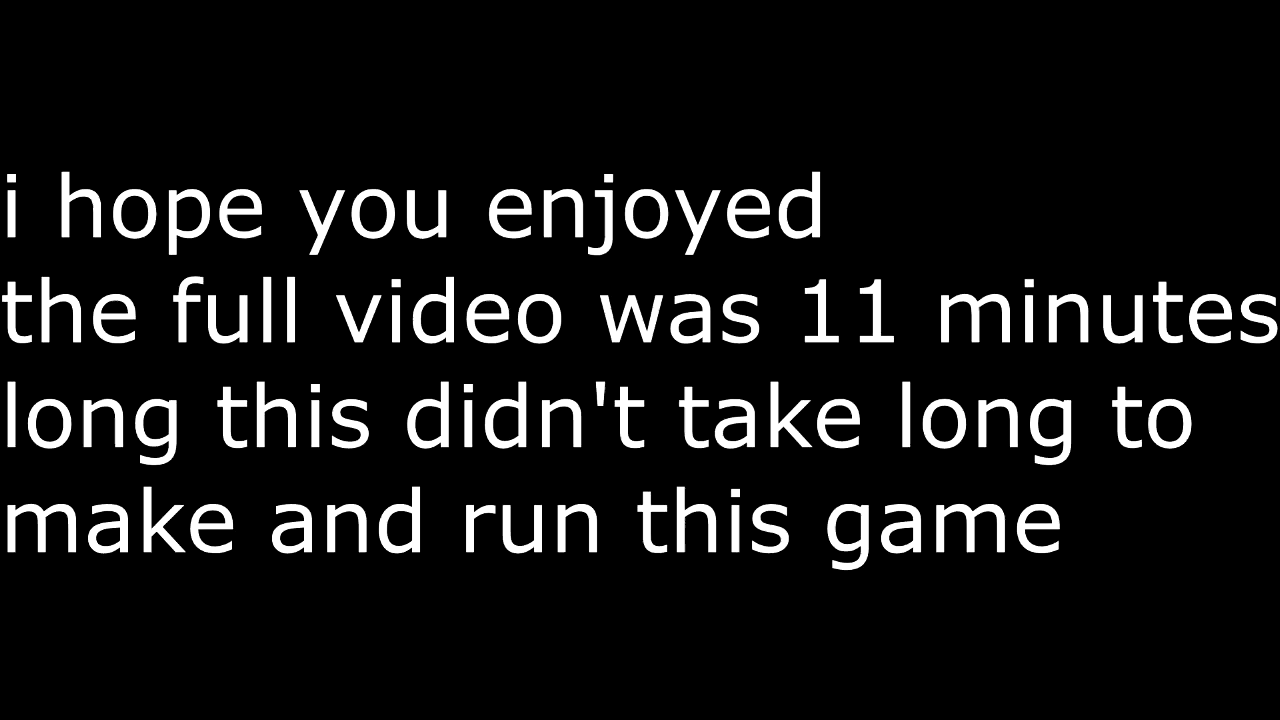 i hope you enjoyed
the full video was 11 minutes
long this didn't take long to
make and run this game